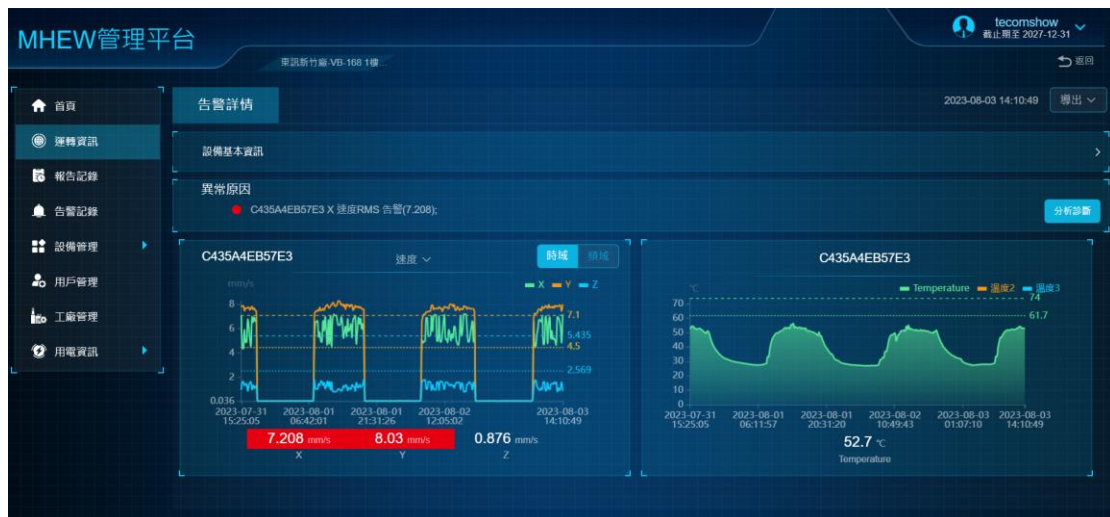 MHEW管理平台
tecomshow
截止期至 2027-12-31
東訊新竹廠-VB-168 1樓...
返回
首頁
運轉資訊
報告記錄
告警記錄
設備管理
用戶管理
工廠管理
用電資訊
告警詳情
2023-08-03 14:10:49
導出
設備基本資訊
異常原因
C435A4EB57E3 X 速度RMS 告警(7.208);
分析診斷
C435A4EB57E3
速度
時域
頻域
mm/s
X Y Z
8
6
4
2
0.036
7.1
5.435
4.5
2.569
2023-07-31 15:25:05
2023-08-01 06:42:01
2023-08-01 21:31:26
2023-08-02 12:05:02
2023-08-03 14:10:49
7.208 mm/s
X
8.03 mm/s
Y
0.876 mm/s
Z
C435A4EB57E3
°C
Temperature 溫度2 溫度3
70
60
50
40
30
20
10
0
74
61.7
2023-07-31 15:25:05
2023-08-01 06:11:57
2023-08-01 20:31:20
2023-08-02 10:49:43
2023-08-03 01:07:10
2023-08-03 14:10:49
52.7 °C
Temperature